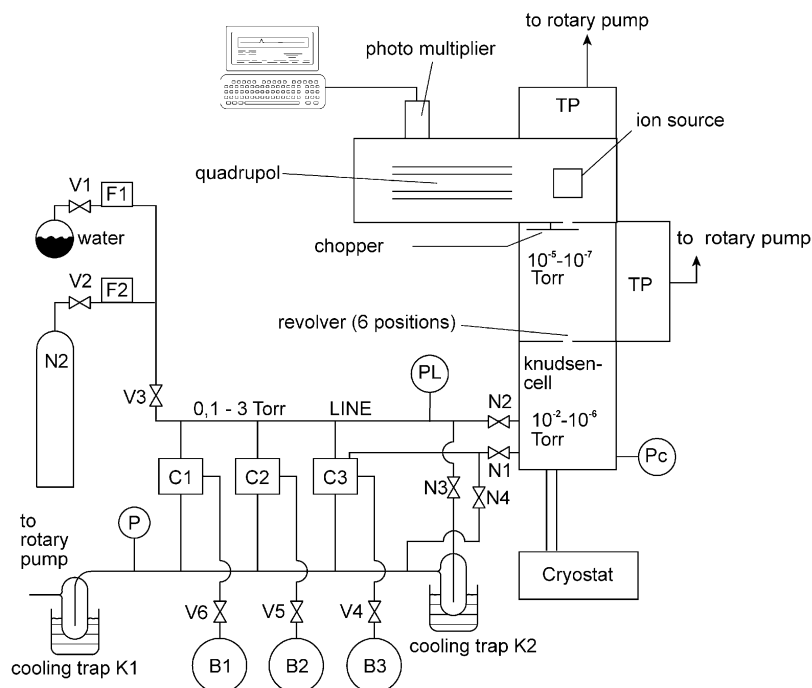 to rotary pump
photo multiplier
TP
ion source
quadrupol
V1
F1
water
chopper
10-5-10-7
Torr
to rotary pump
TP
V2
F2
revolver (6 positions)
N2
knudsen-
cell
PL
V3
0,1 - 3 Torr
LINE
N2
10-2-10-6
Torr
N1
Pc
C1
C2
C3
N3
N4
to
rotary
pump
P
Cryostat
V6
V5
V4
cooling trap K1
B1
B2
B3
cooling trap K2